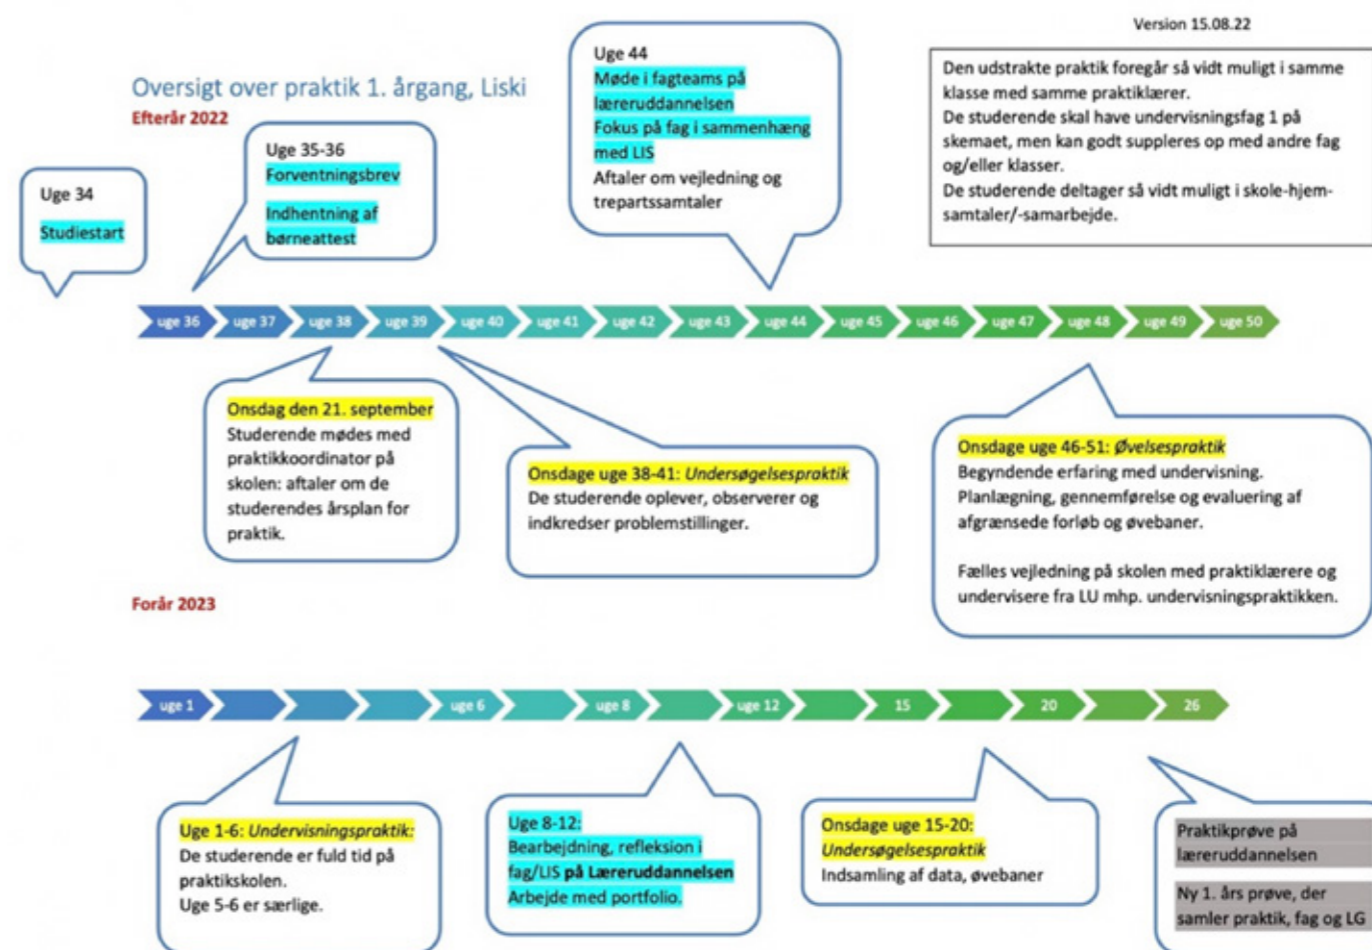 Version 15.08.22
Oversigt over praktik 1. årgang, Liski
Efterår 2022
Uge 34
Studiestart
Uge 35-36
Forventningsbrev
Indhentning af
børneattest
Uge 44
Møde i fagteams på
læreruddannelsen
Fokus på fag i sammenhæng
med LIS
Aftaler om vejledning og
trepartssamtaler
Den udstrakte praktik foregår så vidt muligt i samme
klasse med samme praktiklærer.
De studerende skal have undervisningsfag 1 på
skemaet, men kan godt suppleres op med andre fag
og/eller klasser.
De studerende deltager så vidt muligt i skole-hjem-
samtaler/-samarbejde.
uge 36 uge 37 uge 38 uge 39 uge 40 uge 41 uge 42 uge 43 uge 44 uge 45 uge 46 uge 47 uge 48 uge 49 uge 50
Onsdag den 21. september
Studerende mødes med
praktikkoordinator på
skolen: aftaler om de
studerendes årsplan for
praktik.
Onsdage uge 38-41: Undersøgelsespraktik
De studerende oplever, observerer og
indkredser problemstillinger.
Onsdage uge 46-51: Øvelsespraktik
Begyndende erfaring med undervisning.
Planlægning, gennemførelse og evaluering af
afgrænsede forløb og øvebaner.
Fælles vejledning på skolen med praktiklærere og
undervisere fra LU mhp. undervisningspraktikken.
Forår 2023
uge 1 uge 6 uge 8 uge 12 15 20 26
Uge 1-6: Undervisningspraktik:
De studerende er fuld tid på
praktikskolen.
Uge 5-6 er særlige.
Uge 8-12:
Bearbejdning, refleksion i
fag/LIS på Læreruddannelsen
Arbejde med portfolio.
Onsdage uge 15-20:
Undersøgelsespraktik
Indsamling af data, øvebaner
Praktikprøve på
læreruddannelsen
Ny 1. års prøve, der
samler praktik, fag og LG